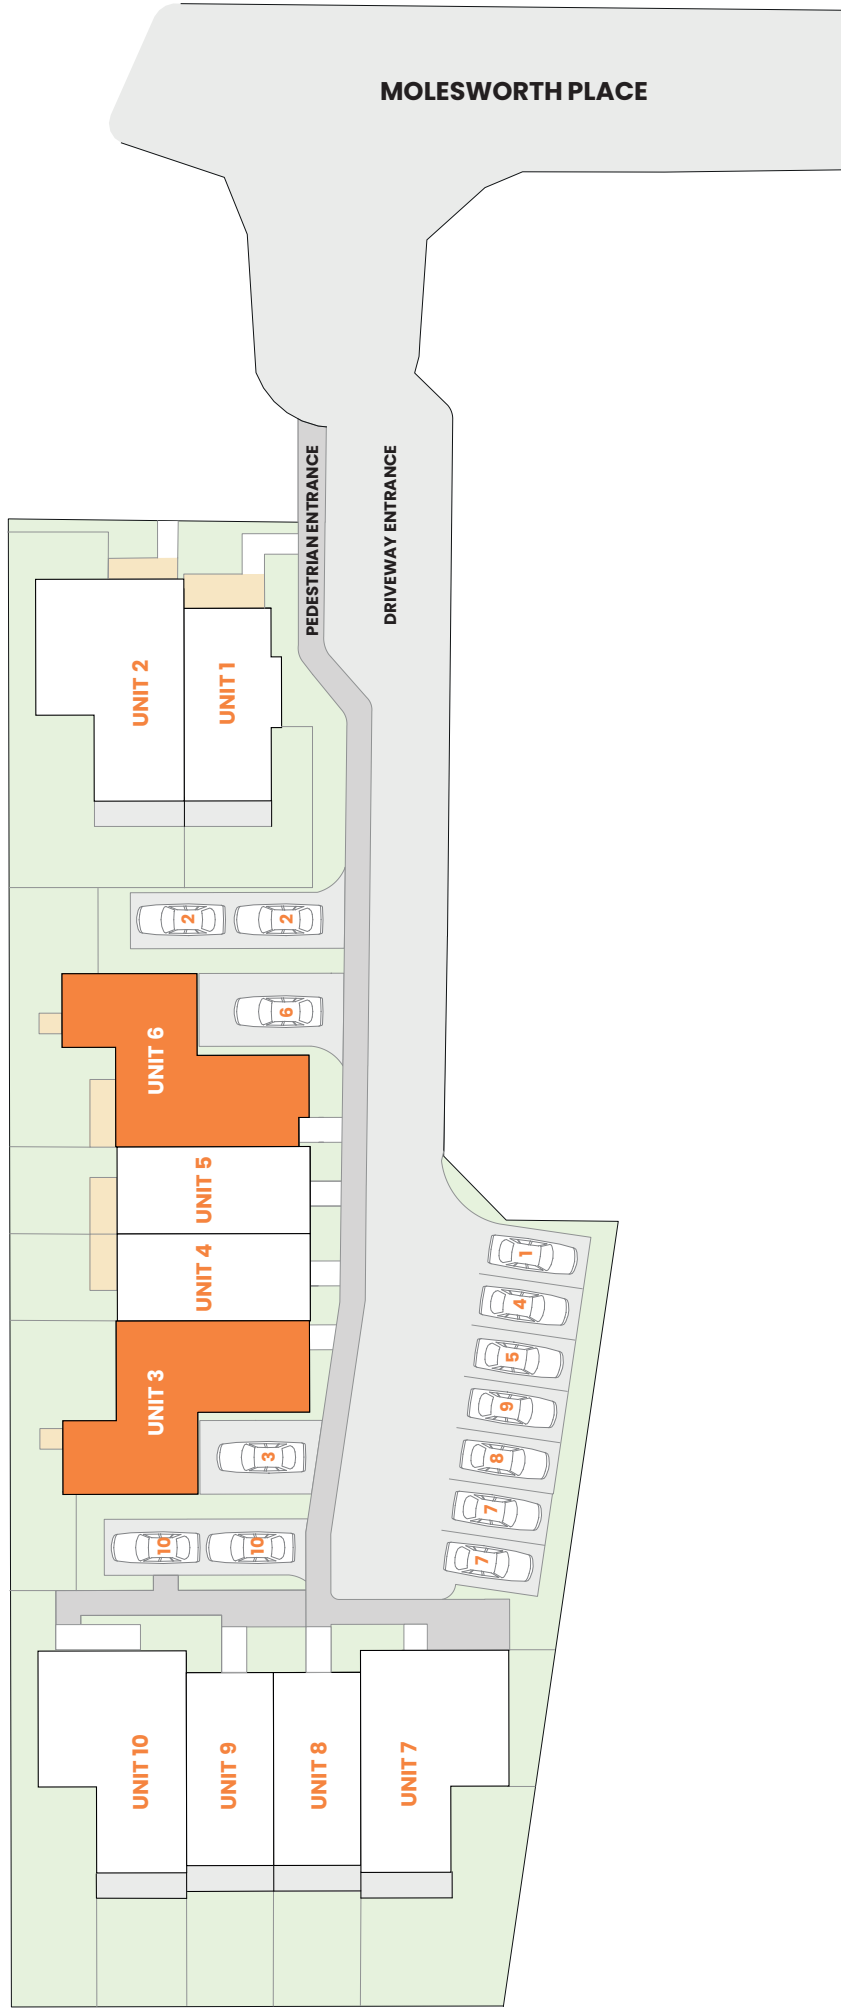 MOLESWORTH PLACE
PEDESTRIAN ENTRANCE
DRIVEWAY ENTRANCE
UNIT 2
UNIT 1
2
2
6
UNIT 6
UNIT 5
UNIT 4
UNIT 3
3
10
10
1
4
5
9
8
7
7
UNIT 10
UNIT 9
UNIT 8
UNIT 7